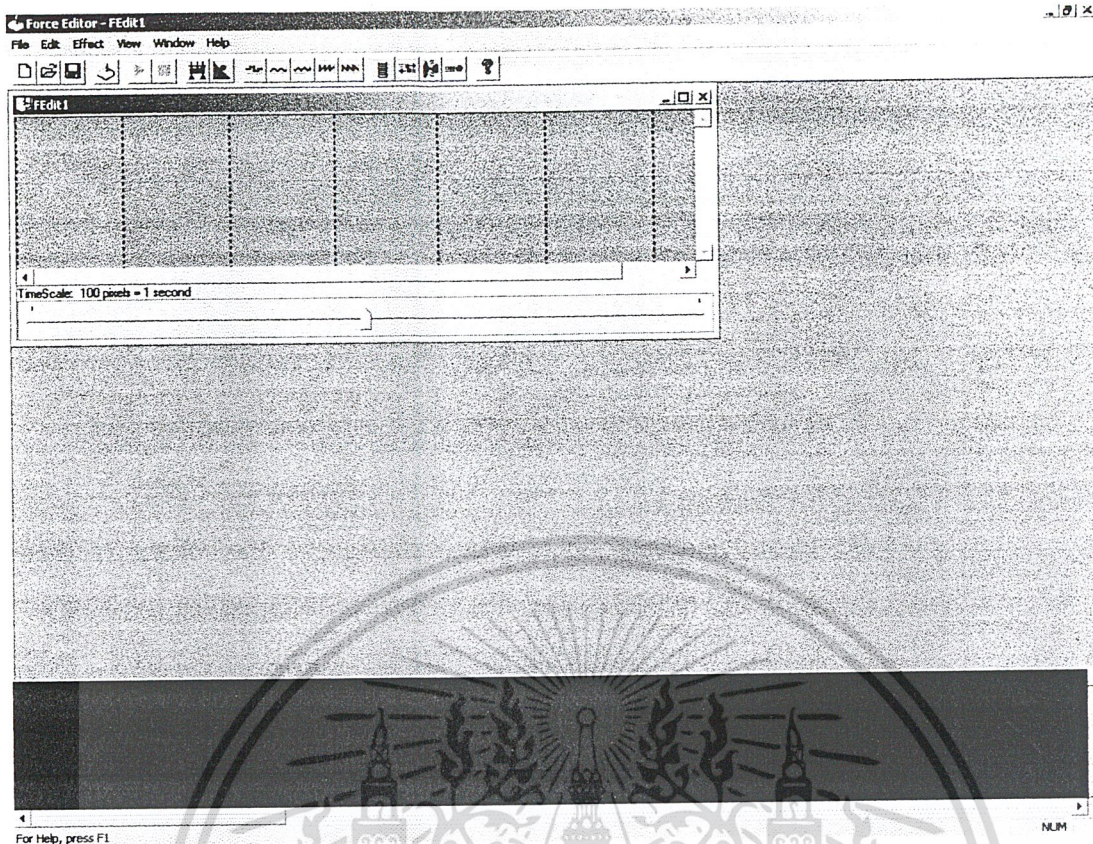 Force Editor - FEdit1
File Edit Effect View Window Help
FEdit1
TimeScale: 100 pixels = 1 second
For Help, press F1
NUM